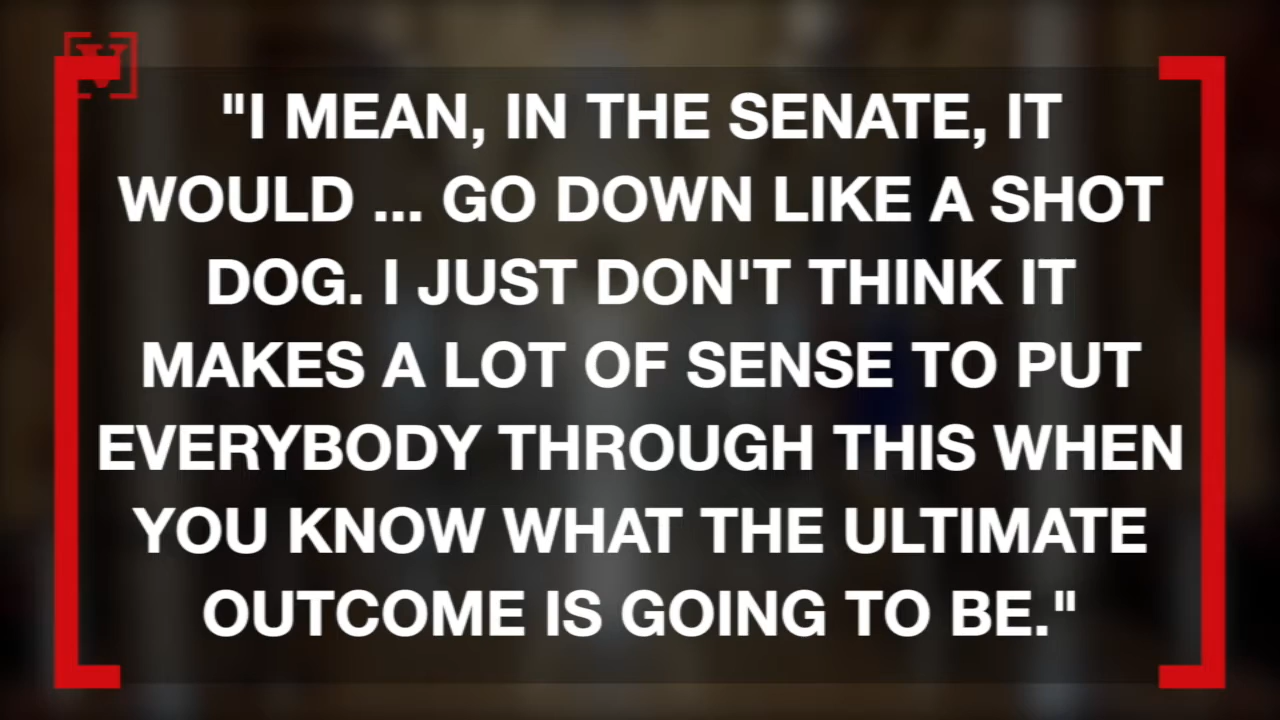 "I MEAN, IN THE SENATE, IT
WOULD ... GO DOWN LIKE A SHOT
DOG. I JUST DON'T THINK IT
MAKES A LOT OF SENSE TO PUT
EVERYBODY THROUGH THIS WHEN
YOU KNOW WHAT THE ULTIMATE
OUTCOME IS GOING TO BE."